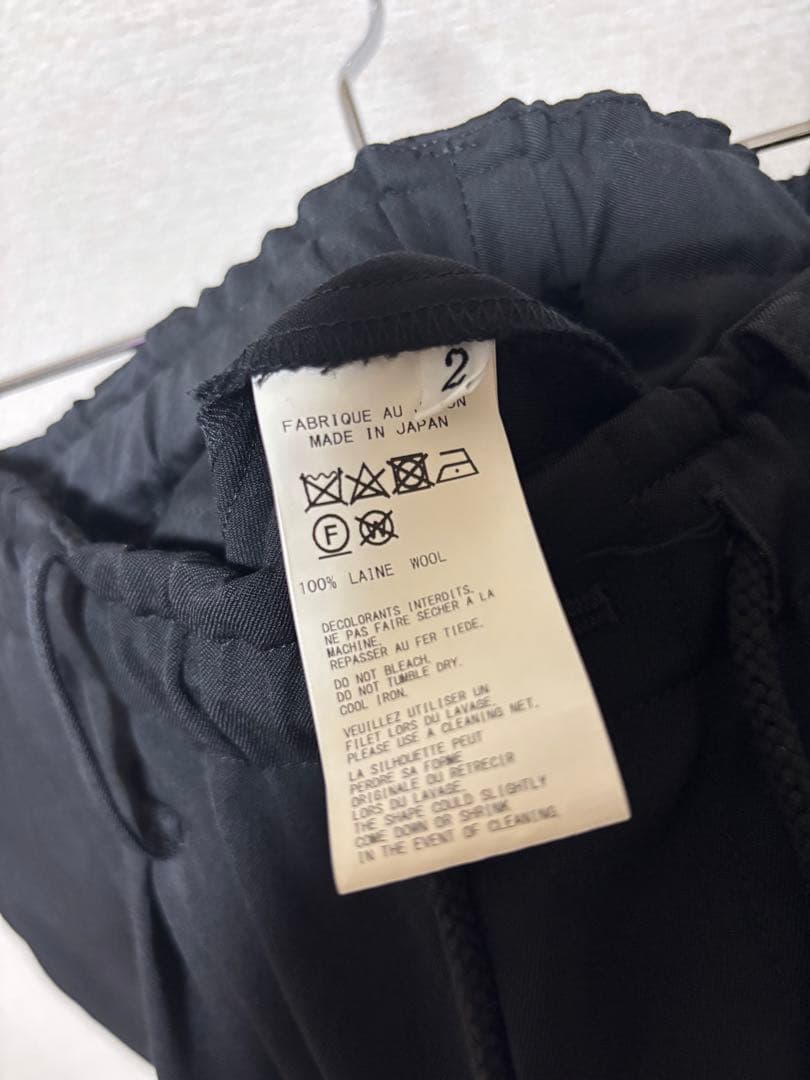 2
FABRIQUE AU
MADE IN JAPAN
F
W
100% LAINE WOOL
DECOLORANTS INTERDITS.
NE PAS FAIRE SECHER A LA
MACHINE.
REPASSER AU FER TIEDE.
DO NOT BLEACH.
DO NOT TUMBLE DRY.
COOL IRON.
VEUILLEZ UTILISER UN
FILET LORS DU LAVAGE.
PLEASE USE A CLEANING NET.
LA SILHOUETTE PEUT
PERDRE SA FORME
ORIGINALE OU RETRECIR
LORS DU LAVAGE.
THE SHAPE COULD SLIGHTLY
COME DOWN OR SHRINK
IN THE EVENT OF CLEANING.